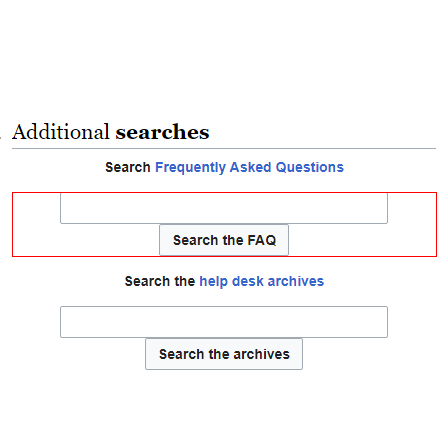 Additional searches
Search Frequently Asked Questions
Search the FAQ
Search the help desk archives
Search the archives